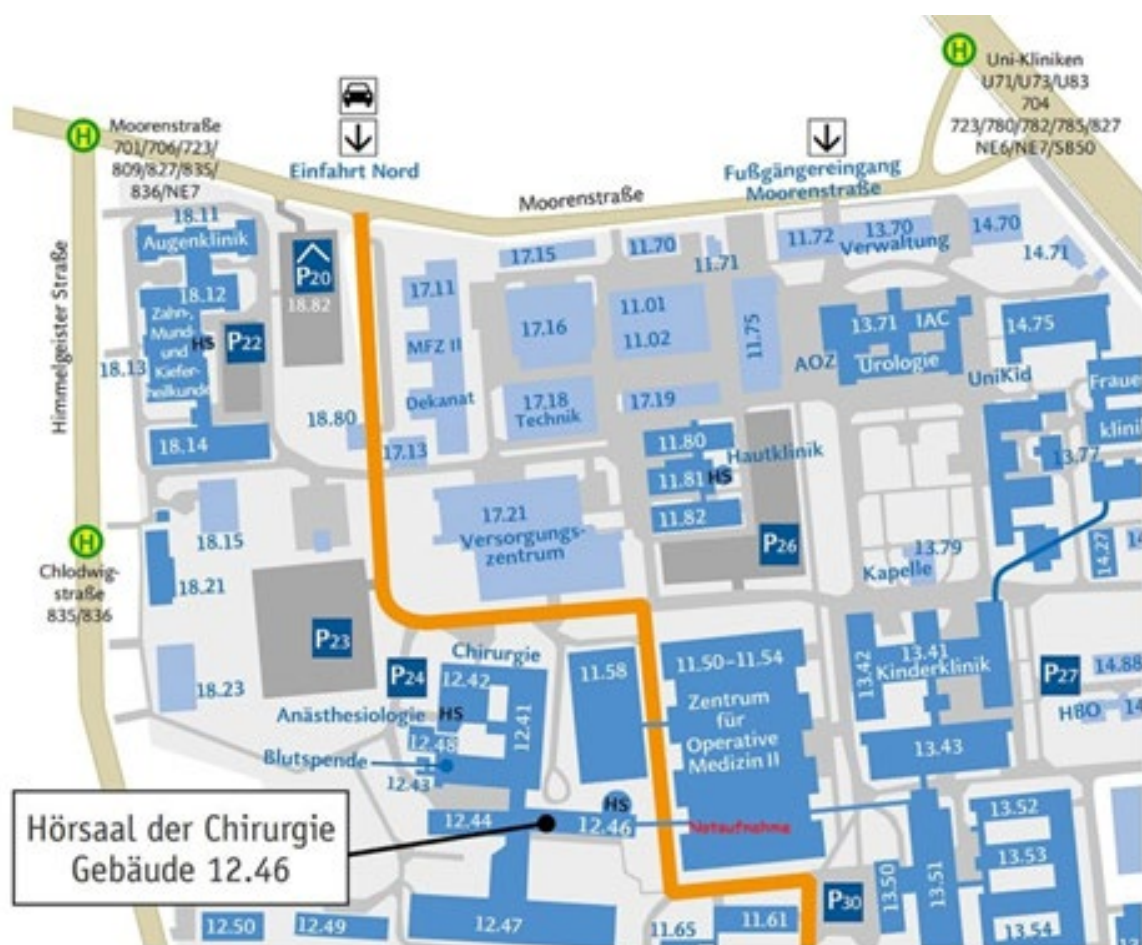 Uni-Kliniken
U71/U73/U83
704
723/780/782/785/827
NE6/NE7/SB50
H
H
Moorenstraße
701/706/723/
809/827/835/
836/NE7
Einfahrt Nord
Fußgängereingang
Moorenstraße
Moorenstraße
18.11
Augenklinik
P20
18.82
18.12
Zahn-,
Mund-
und
Kiefer-
heilkunde
HS
P22
18.13
18.14
Himmelgeister Straße
17.11
MFZ II
Dekanat
18.80
17.13
17.15
11.70
11.71
11.72
13.70
Verwaltung
14.70
14.71
17.16
11.01
11.02
11.75
13.71
IAC
Urologie
AOZ
14.75
UniKid
17.18
Technik
17.19
11.80
Hautklinik
11.81
HS
11.82
13.77
klinik
17.21
Versorgungs-
zentrum
P26
13.79
Kapelle
14.27
H
Chlodwig-
straße
835/836
18.15
18.21
P23
18.23
P24
Chirurgie
12.42
Anästhesiologie
HS
12.41
12.48
Blutspende
12.43
11.58
11.50–11.54
Zentrum
für
Operative
Medizin II
13.42
13.41
Kinderklinik
P27
14.88
HBO
13.43
12.44
HS
12.46
Notaufnahme
Hörsaal der Chirurgie
Gebäude 12.46
13.52
13.53
13.54
13.50
13.51
P30
12.50
12.49
12.47
11.65
11.61